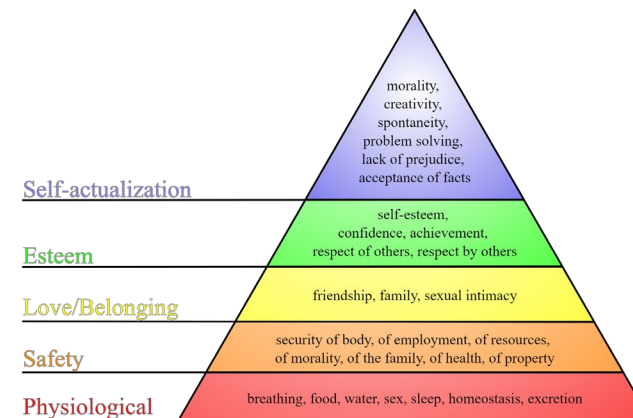 morality,
creativity,
spontaneity,
problem solving,
lack of prejudice,
acceptance of facts
Self-actualization
self-esteem,
confidence, achievement,
respect of others, respect by others
Esteem
friendship, family, sexual intimacy
Love/Belonging
security of body, of employment, of resources,
of morality, of the family, of health, of property
Safety
breathing, food, water, sex, sleep, homeostasis, excretion
Physiological